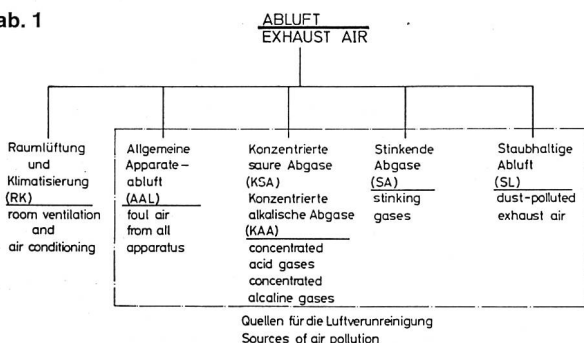 ab. 1
ABLUFT
EXHAUST AIR
Raumlüftung
und
Klimatisierung
(RK)
room ventilation
and
air conditioning
Allgemeine
Apparate-
abluft
(AAL)
foul air
from all
apparatus
Konzentrierte
saure Abgase
(KSA)
Konzentrierte
alkalische Abgase
(KAA)
concentrated
acid gases
concentrated
alcaline gases
Stinkende
Abgase
(SA)
stinking
gases
Staubhaltige
Abluft
(SL)
dust-polluted
exhaust air
Quellen für die Luftverunreinigung
Sources of air pollution